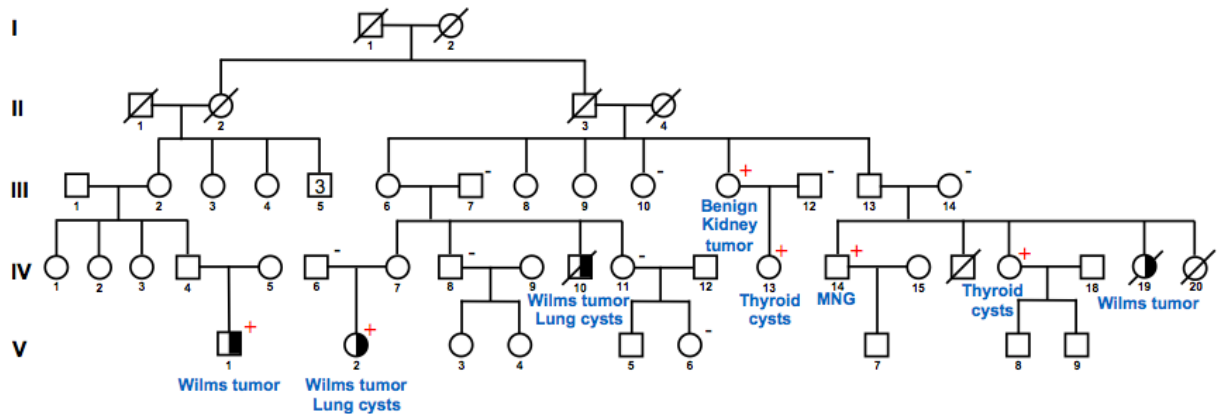 I
1 2
II
1 2 3 4
- - + - -
III 3
1 2 3 4 5 6 7 8 9 10 12 13 14
Benign
Kidney
tumor
- - - + + +
IV
1 2 3 4 5 6 7 8 9 10 11 12 13 14 15 18 19 20
Wilms tumor
Lung cysts
Thyroid
cysts
MNG
Thyroid
cysts
Wilms tumor
+ + -
V
1 2 3 4 5 6 7 8 9
Wilms tumor
Wilms tumor
Lung cysts